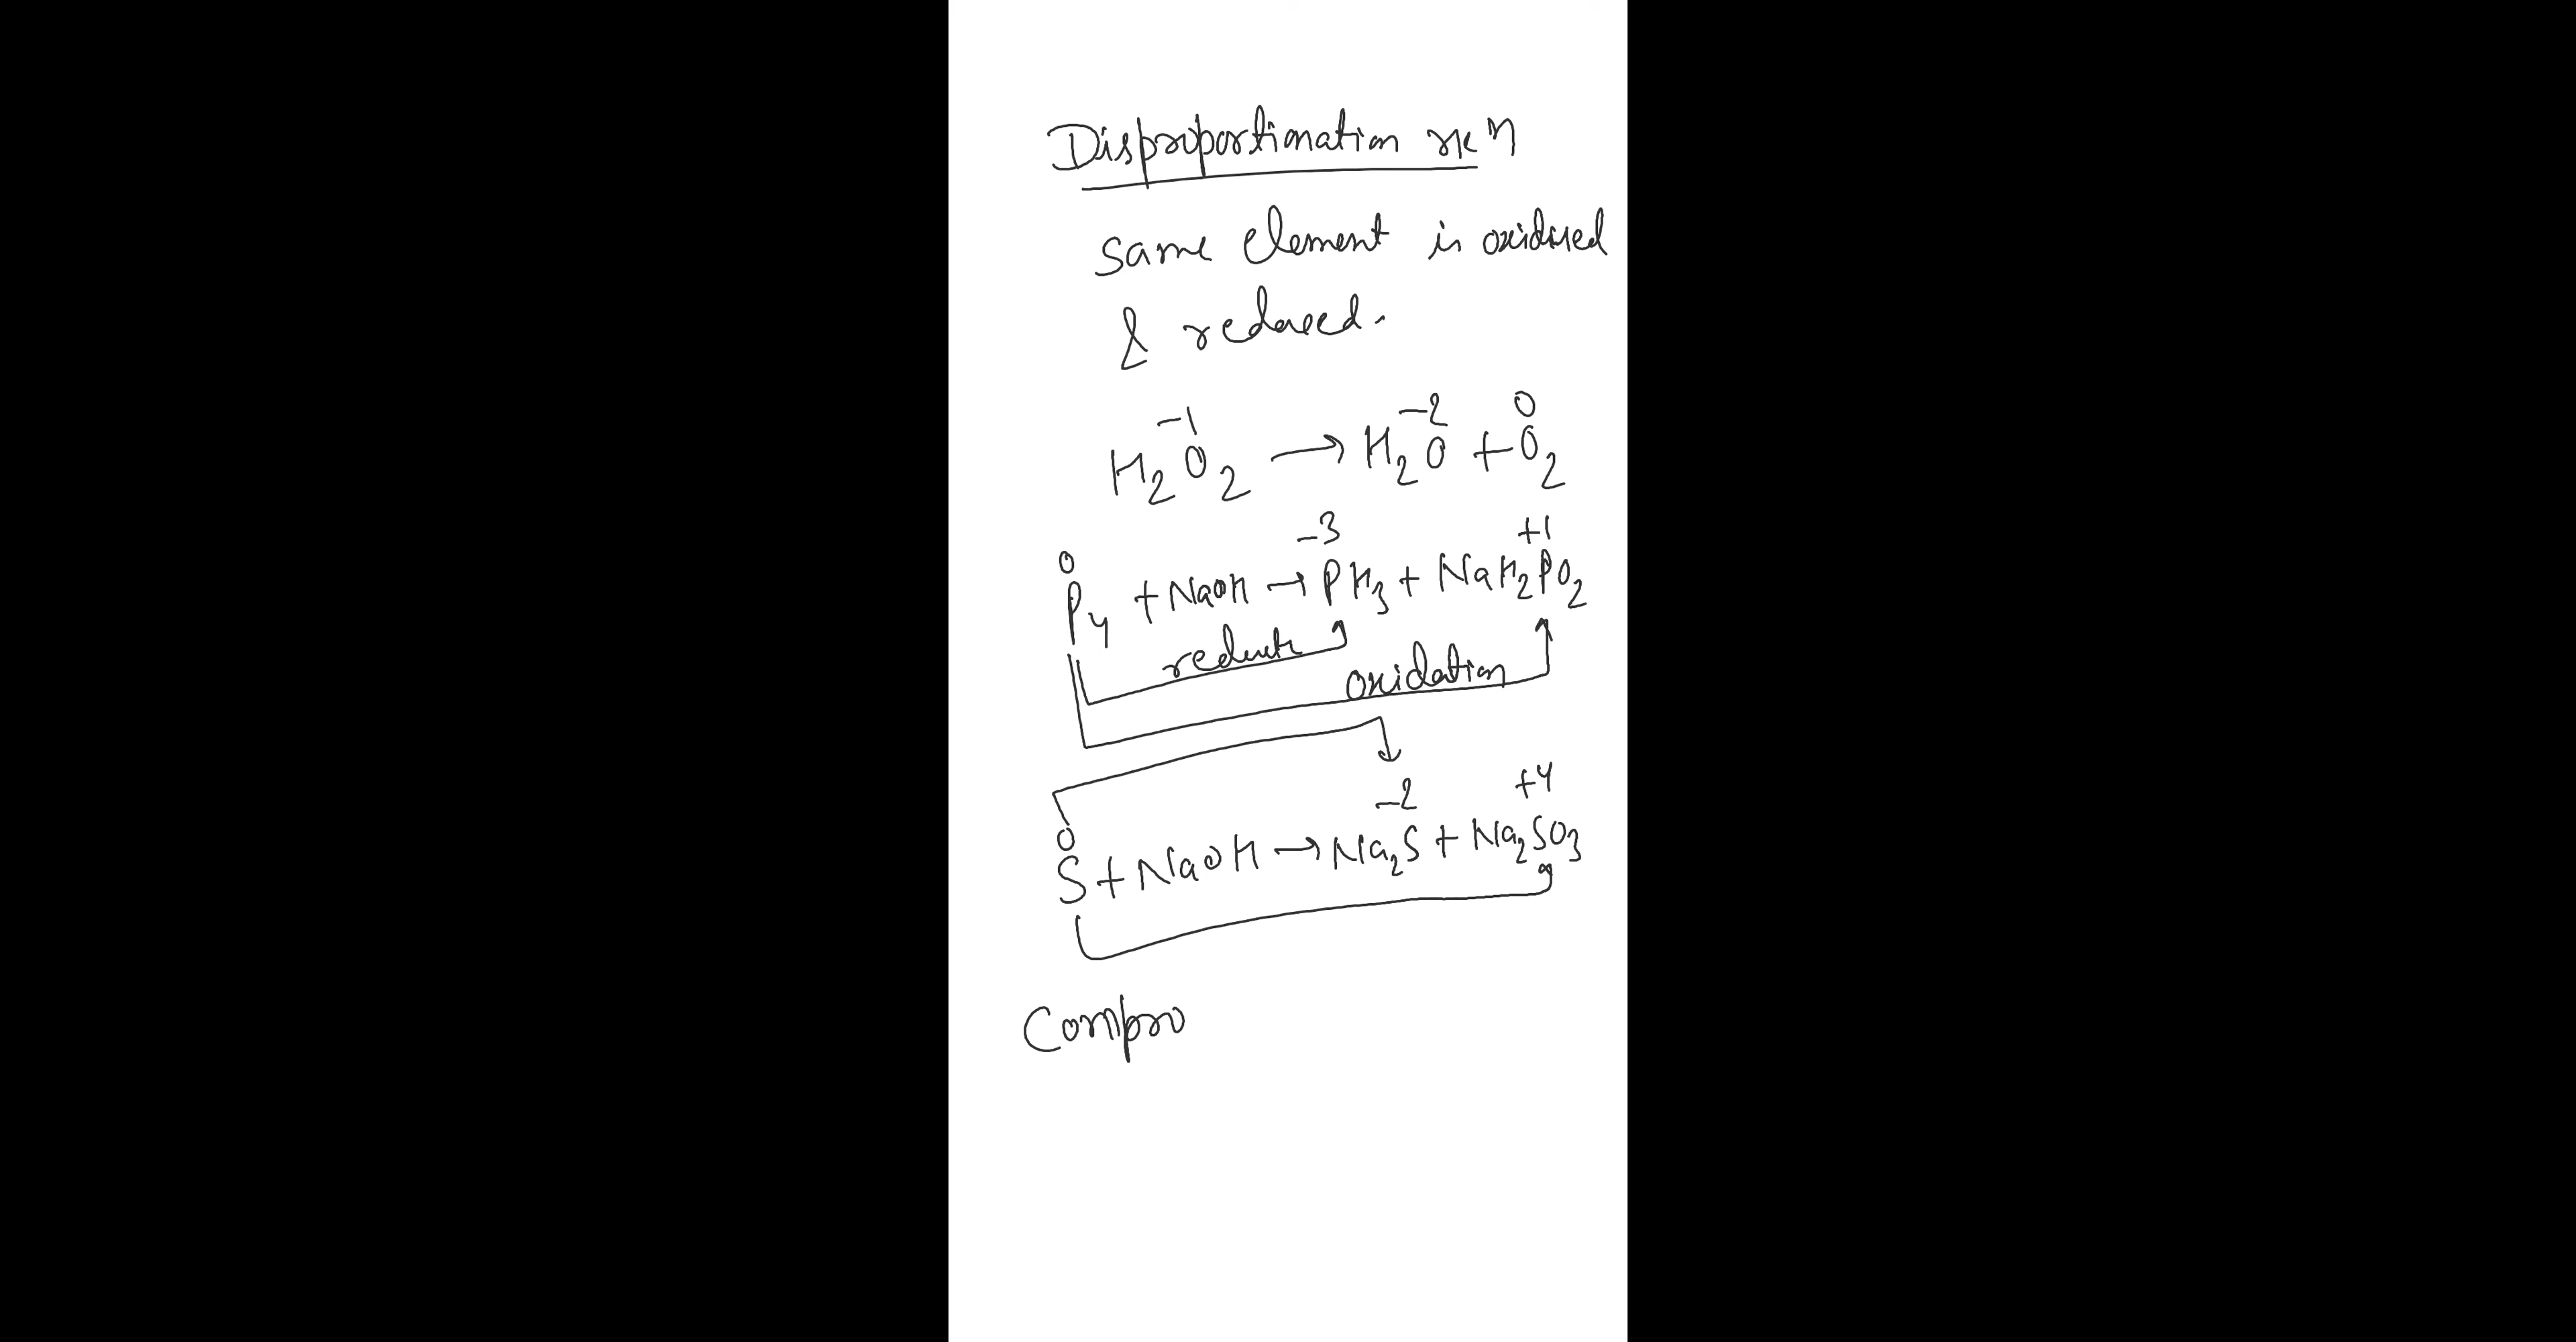 Disproportionation rxn
same element is oxidised
& reduced.
-1 -2 0
H2O2 → H2O + O2
0 -3 +1
P4 + NaOH → PH3 + NaH2PO2
reductn
oxidation
0 -2 +4
S + NaOH → Na2S + Na2SO3
Compro